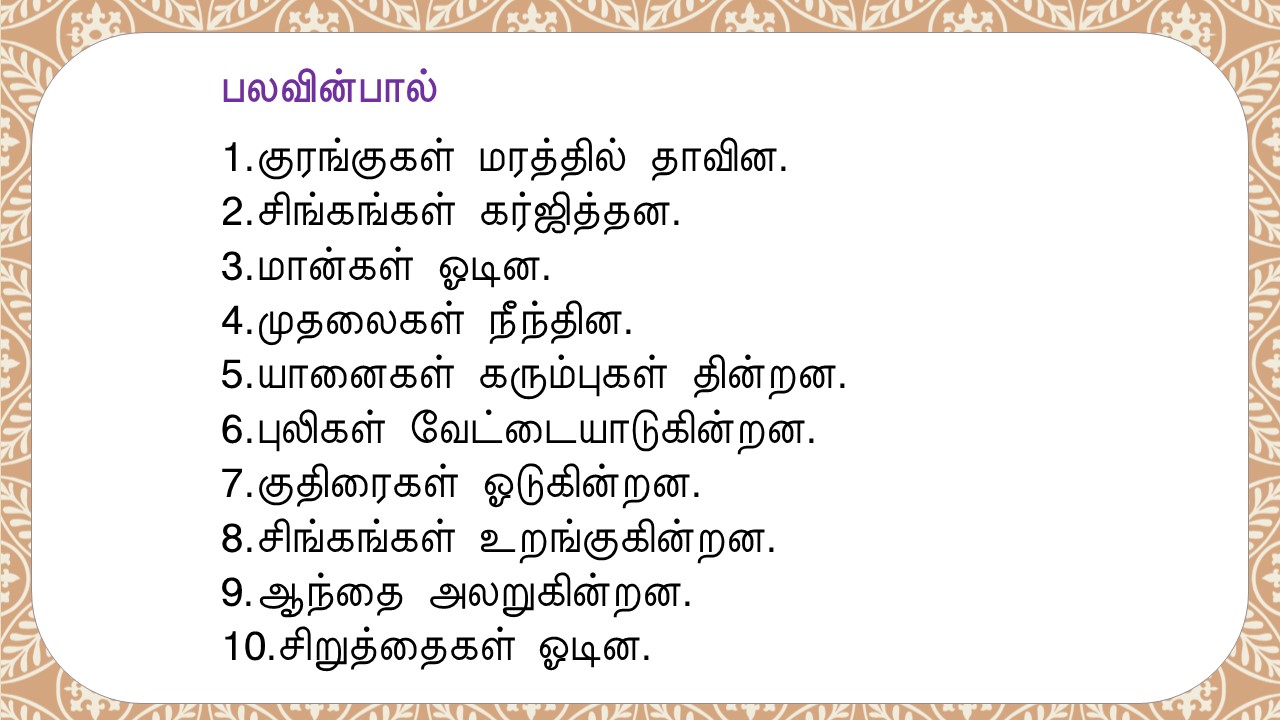 பலவின்பால்
1.குரங்குகள் மரத்தில் தாவின.
2.சிங்கங்கள் கர்ஜித்தன.
3.மான்கள் ஓடின.
4.முதலைகள் நீந்தின.
5.யானைகள் கரும்புகள் தின்றன.
6.புலிகள் வேட்டையாடுகின்றன.
7.குதிரைகள் ஓடுகின்றன.
8.சிங்கங்கள் உறங்குகின்றன.
9.ஆந்தை அலறுகின்றன.
10.சிறுத்தைகள் ஓடின.